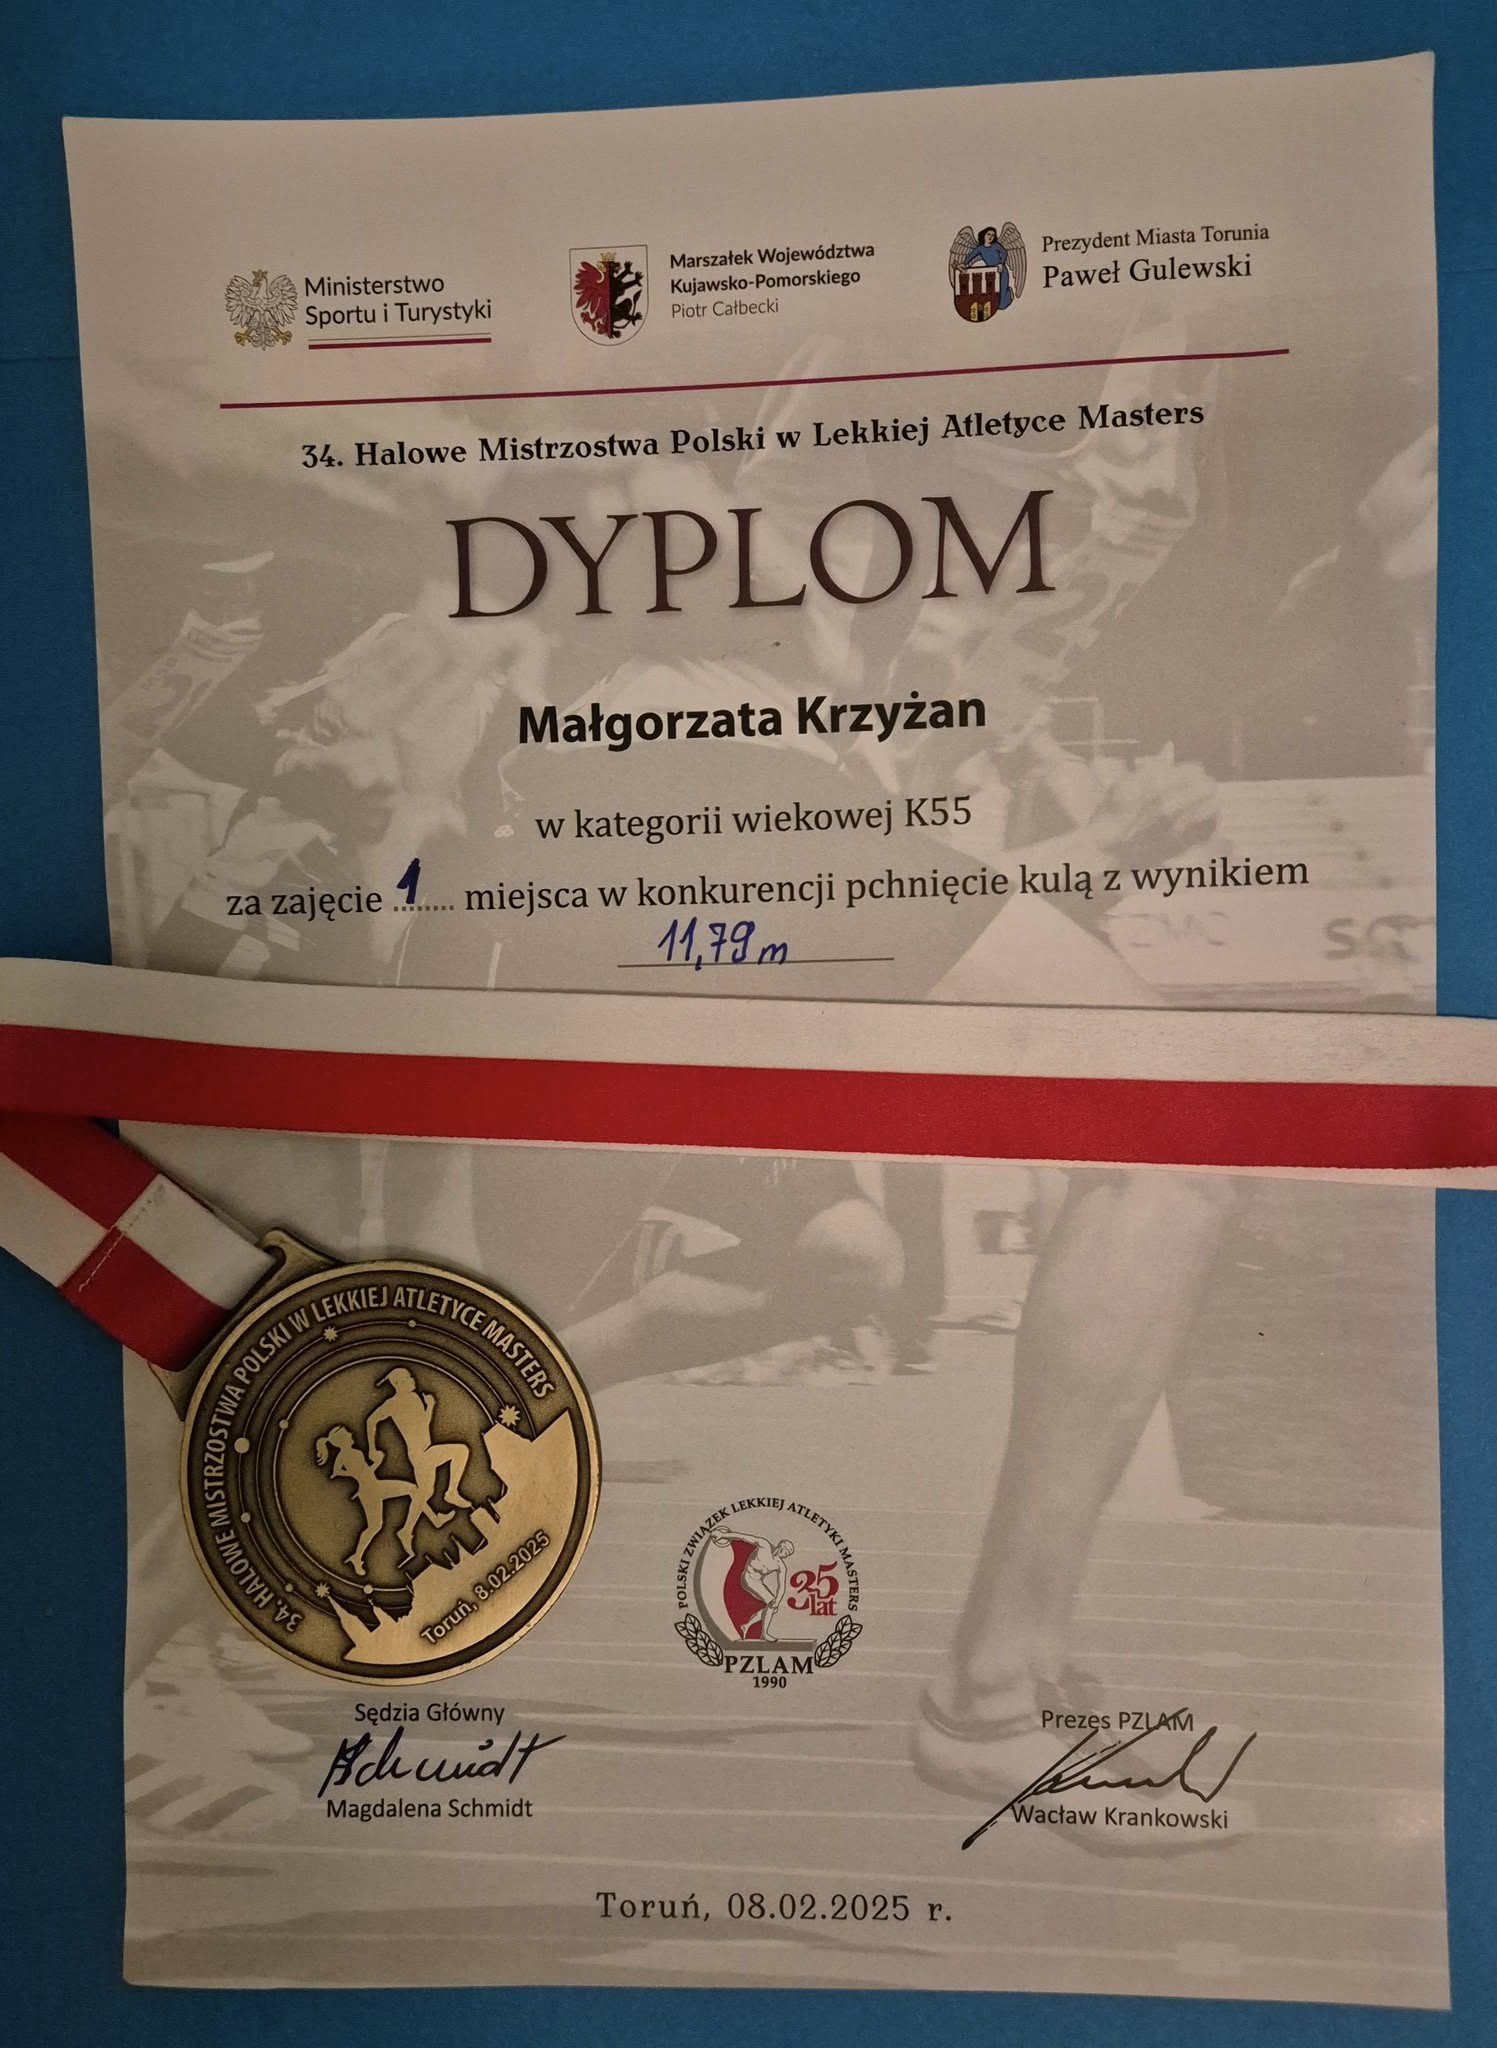 Ministerstwo
Sportu i Turystyki
Marszałek Województwa
Kujawsko-Pomorskiego
Piotr Całbecki
Prezydent Miasta Torunia
Paweł Gulewski
34. Halowe Mistrzostwa Polski w Lekkiej Atletyce Masters
DYPLOM
Małgorzata Krzyżan
w kategorii wiekowej K55
za zajęcie 1 miejsca w konkurencji pchnięcie kulą z wynikiem
11,79 m
34. HALOWE MISTRZOSTWA POLSKI W LEKKIEJ ATLETYCE MASTERS
Toruń, 8.02.2025
POLSKI ZWIĄZEK LEKKIEJ ATLETYKI MASTERS
35
lat
PZLAM
1990
Sędzia Główny
Schmidt
Magdalena Schmidt
Prezes PZLAM
Wacław Krankowski
Toruń, 08.02.2025 r.